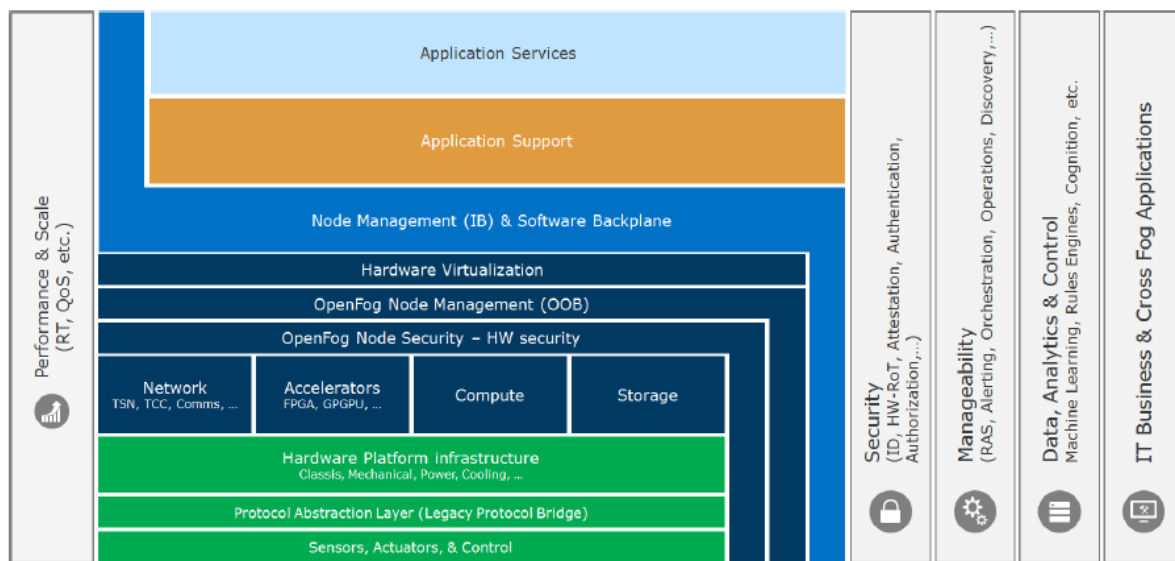 Performance & Scale
(RT, QoS, etc.)
Application Services
Application Support
Node Management (IB) & Software Backplane
Hardware Virtualization
OpenFog Node Management (OOB)
OpenFog Node Security – HW security
Network
TSN, TCC, Comms, ...
Accelerators
FPGA, GPGPU, ...
Compute
Storage
Hardware Platform infrastructure
Classis, Mechanical, Power, Cooling, ...
Protocol Abstraction Layer (Legacy Protocol Bridge)
Sensors, Actuators, & Control
Security
(ID, HW-RoT, Attestation, Authentication,
Authorization,...)
Manageability
(RAS, Alerting, Orchestration, Operations, Discovery,...)
Data, Analytics & Control
Machine Learning, Rules Engines, Cognition, etc.
IT Business & Cross Fog Applications